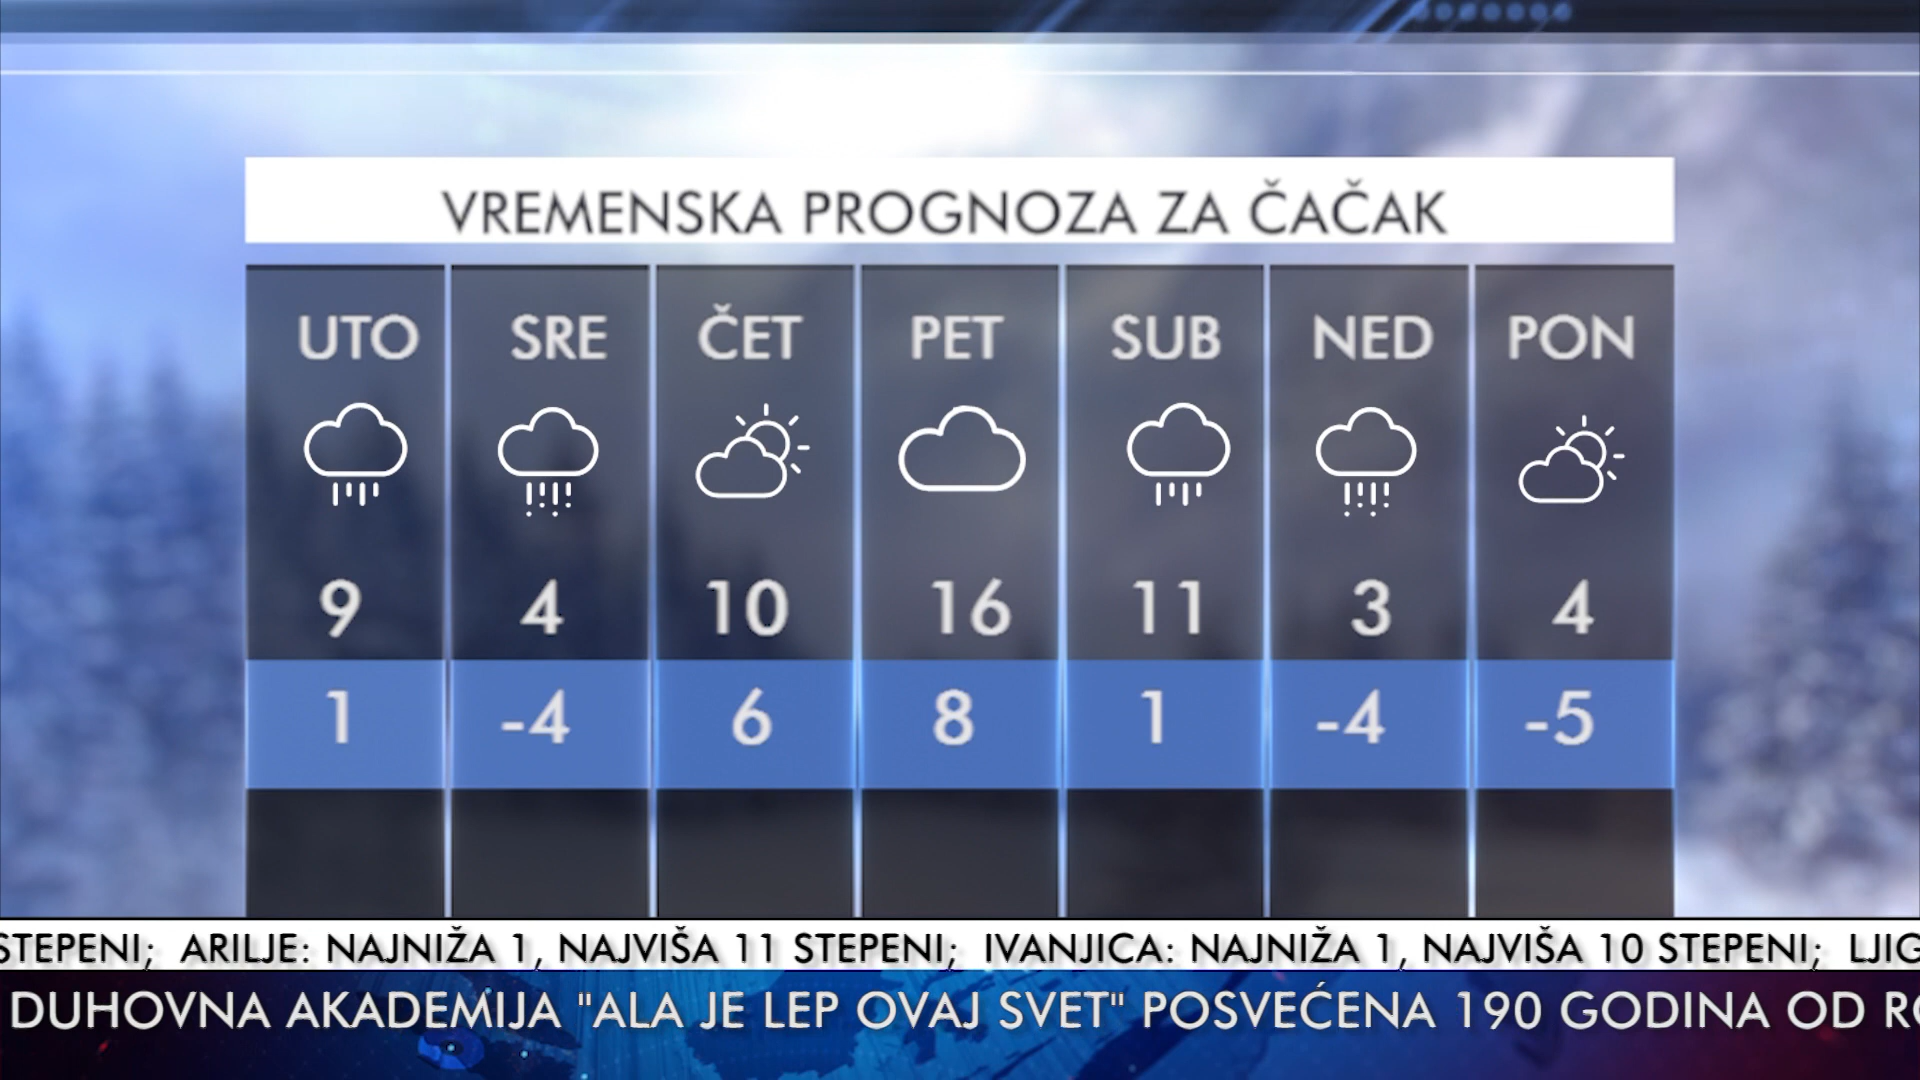 VREMENSKA PROGNOZA ZA ČAČAK
UTO SRE ČET PET SUB NED PON
9 4 10 16 11 3 4
1 -4 6 8 1 -4 -5
STEPENI; ARILJE: NAJNIŽA 1, NAJVIŠA 11 STEPENI; IVANJICA: NAJNIŽA 1, NAJVIŠA 10 STEPENI;
DUHOVNA AKADEMIJA "ALA JE LEP OVAJ SVET" POSVEĆENA 190 GODINA OD